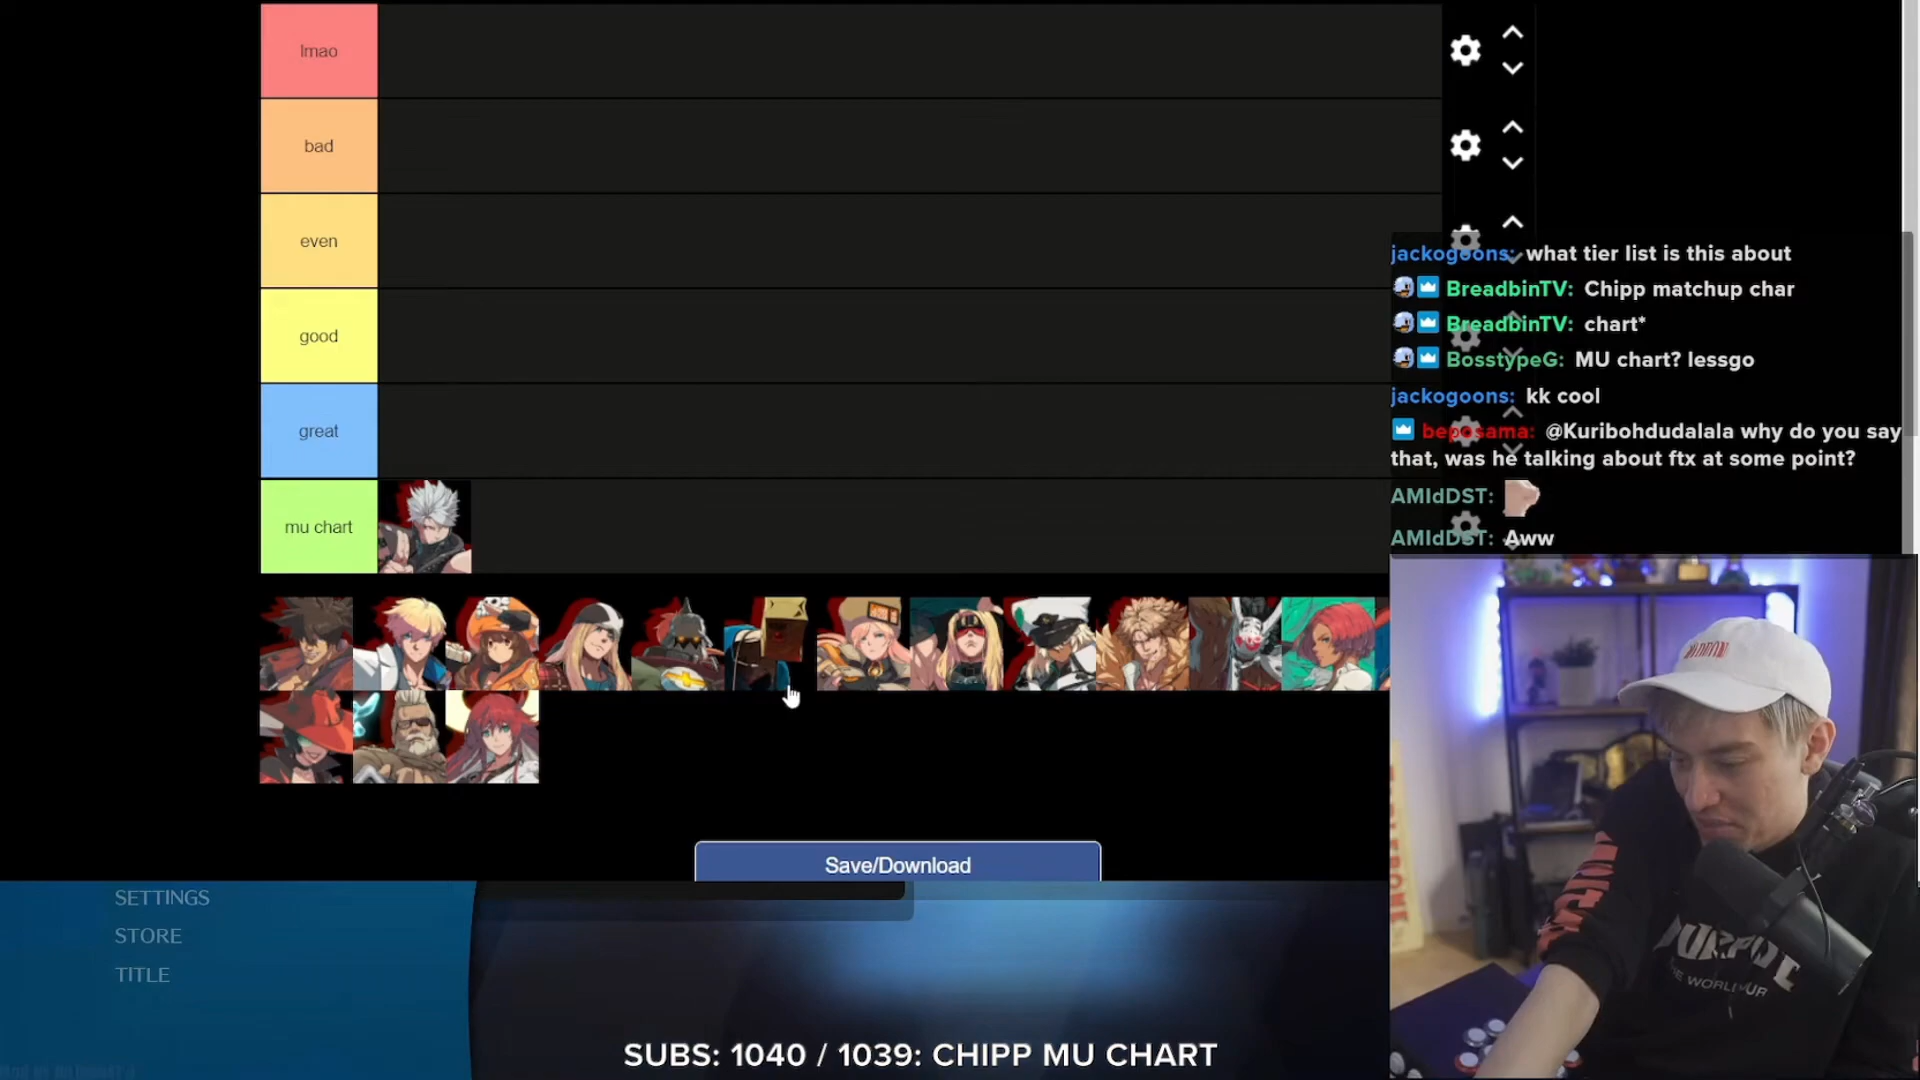 lmao
bad
even
good
great
mu chart
jackogoons: what tier list is this about
BreadbinTV: Chipp matchup char
BreadbinTV: chart*
BosstypeG: MU chart? lessgo
jackogoons: kk cool
beposama: @Kuribohdudalala why do you say
that, was he talking about ftx at some point?
AMIdDST:
AMIdDST: Aww
Save/Download
SETTINGS
STORE
TITLE
SUBS: 1040 / 1039: CHIPP MU CHART